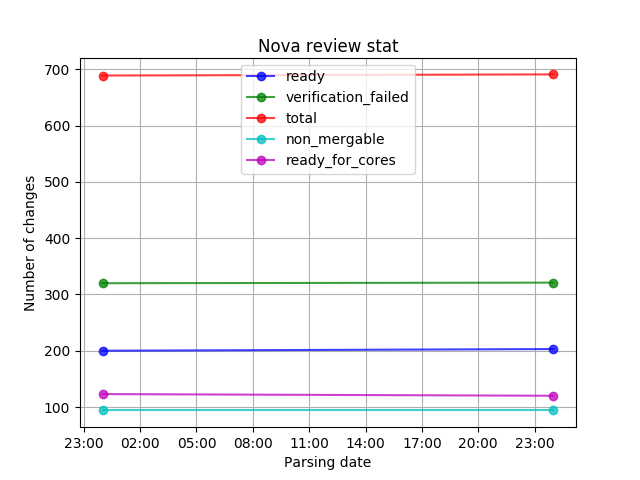 Nova review stat
ready
verification_failed
total
non_mergable
ready_for_cores
Number of changes
700
600
500
400
300
200
100
23:00 02:00 05:00 08:00 11:00 14:00 17:00 20:00 23:00
Parsing date